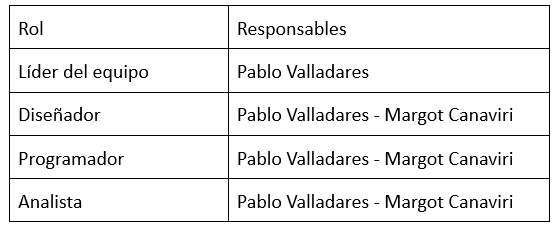 Rol Responsables
Líder del equipo Pablo Valladares
Diseñador Pablo Valladares - Margot Canaviri
Programador Pablo Valladares - Margot Canaviri
Analista Pablo Valladares - Margot Canaviri